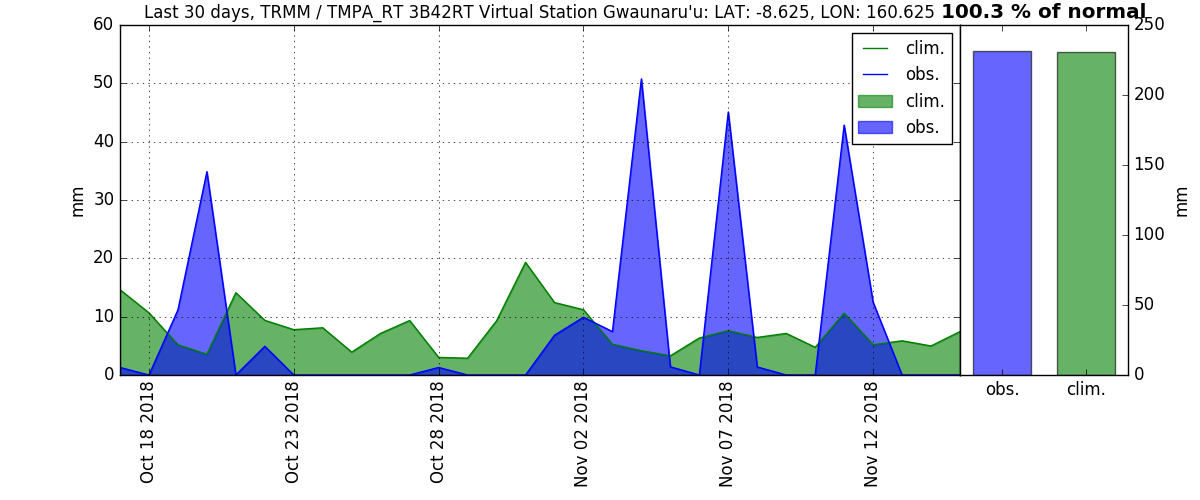 Last 30 days, TRMM / TMPA_RT 3B42RT Virtual Station Gwaunaru'u: LAT: -8.625, LON: 160.625 100.3 % of normal
60
50
40
30
20
10
0
mm
clim.
obs.
clim.
obs.
Oct 18 2018
Oct 23 2018
Oct 28 2018
Nov 02 2018
Nov 07 2018
Nov 12 2018
250
200
150
100
50
0
mm
obs. clim.